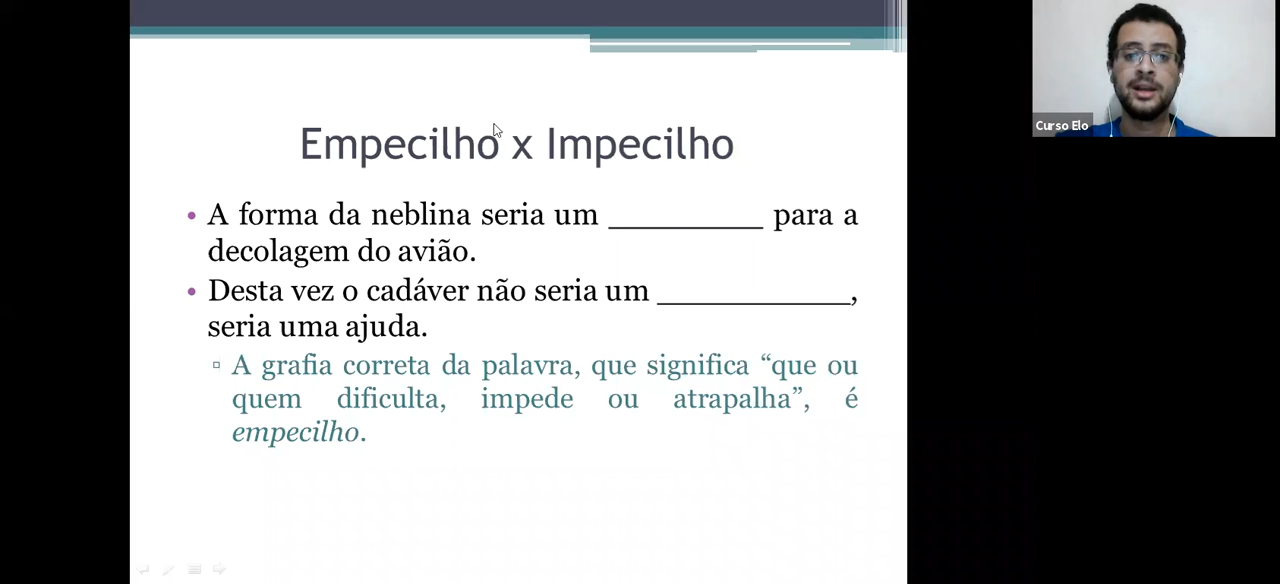 Empecilho x Impecilho
• A forma da neblina seria um __________ para a
decolagem do avião.
• Desta vez o cadáver não seria um ____________,
seria uma ajuda.
▫ A grafia correta da palavra, que significa “que ou
quem dificulta, impede ou atrapalha”, é
empecilho.
Curso Elo